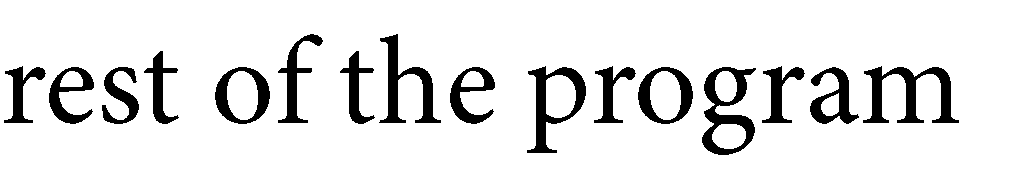 rest of the program